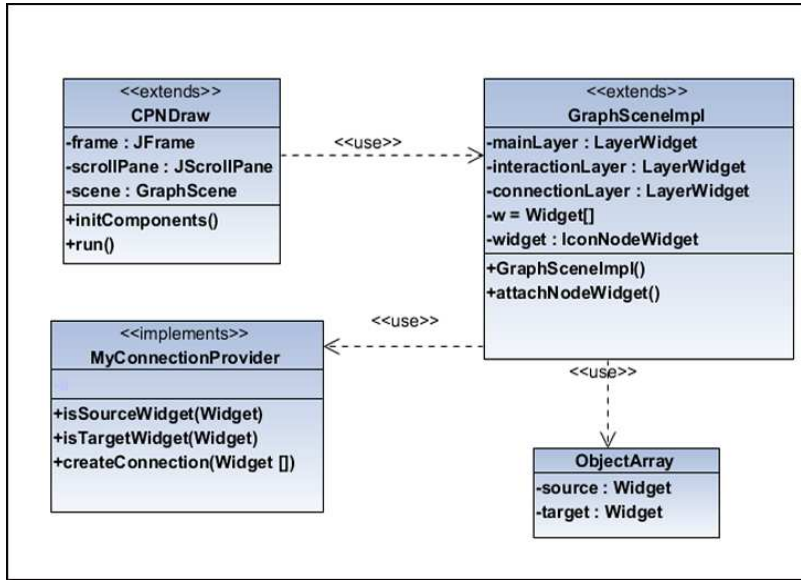 <<extends>>
CPNDraw
-frame : JFrame
-scrollPane : JScrollPane
-scene : GraphScene
+initComponents()
+run()
<<use>>
<<extends>>
GraphSceneImpl
-mainLayer : LayerWidget
-interactionLayer : LayerWidget
-connectionLayer : LayerWidget
-w = Widget[]
-widget : IconNodeWidget
+GraphSceneImpl()
+attachNodeWidget()
<<use>>
<<implements>>
MyConnectionProvider
+isSourceWidget(Widget)
+isTargetWidget(Widget)
+createConnection(Widget [])
<<use>>
ObjectArray
-source : Widget
-target : Widget